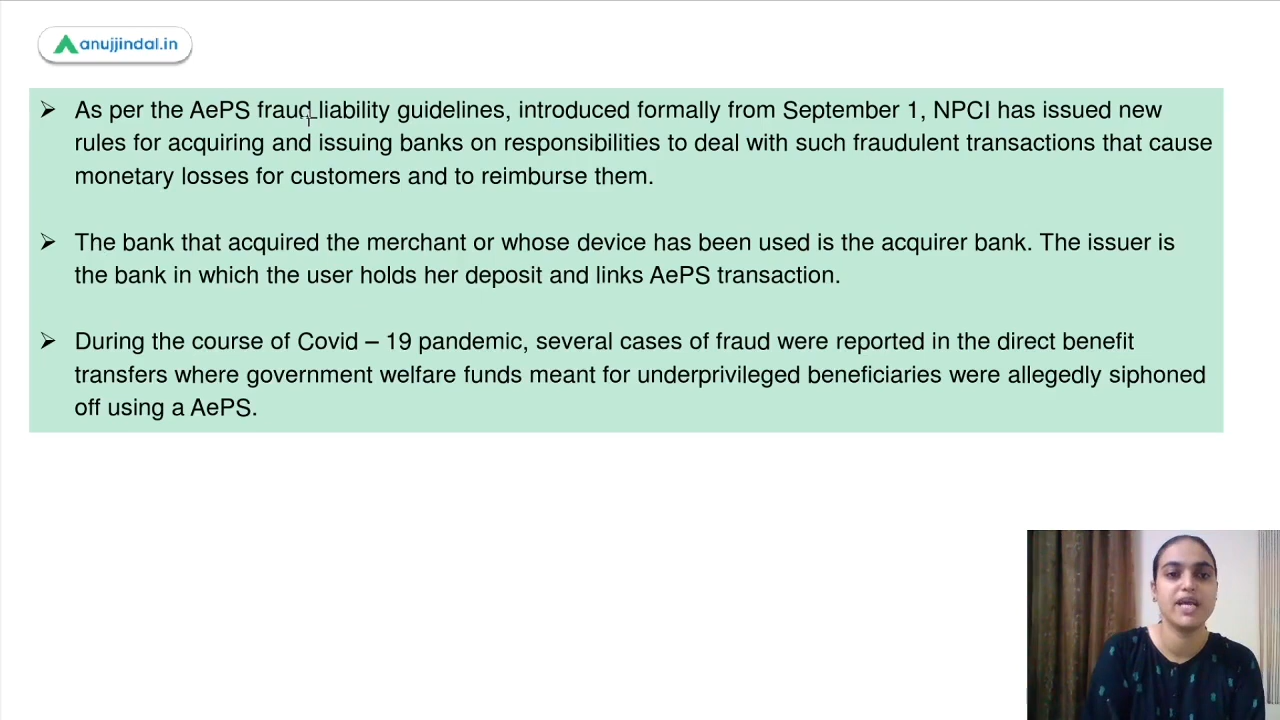 anujjindal.in
➢ As per the AePS fraud liability guidelines, introduced formally from September 1, NPCI has issued new
rules for acquiring and issuing banks on responsibilities to deal with such fraudulent transactions that cause
monetary losses for customers and to reimburse them.
➢ The bank that acquired the merchant or whose device has been used is the acquirer bank. The issuer is
the bank in which the user holds her deposit and links AePS transaction.
➢ During the course of Covid – 19 pandemic, several cases of fraud were reported in the direct benefit
transfers where government welfare funds meant for underprivileged beneficiaries were allegedly siphoned
off using a AePS.